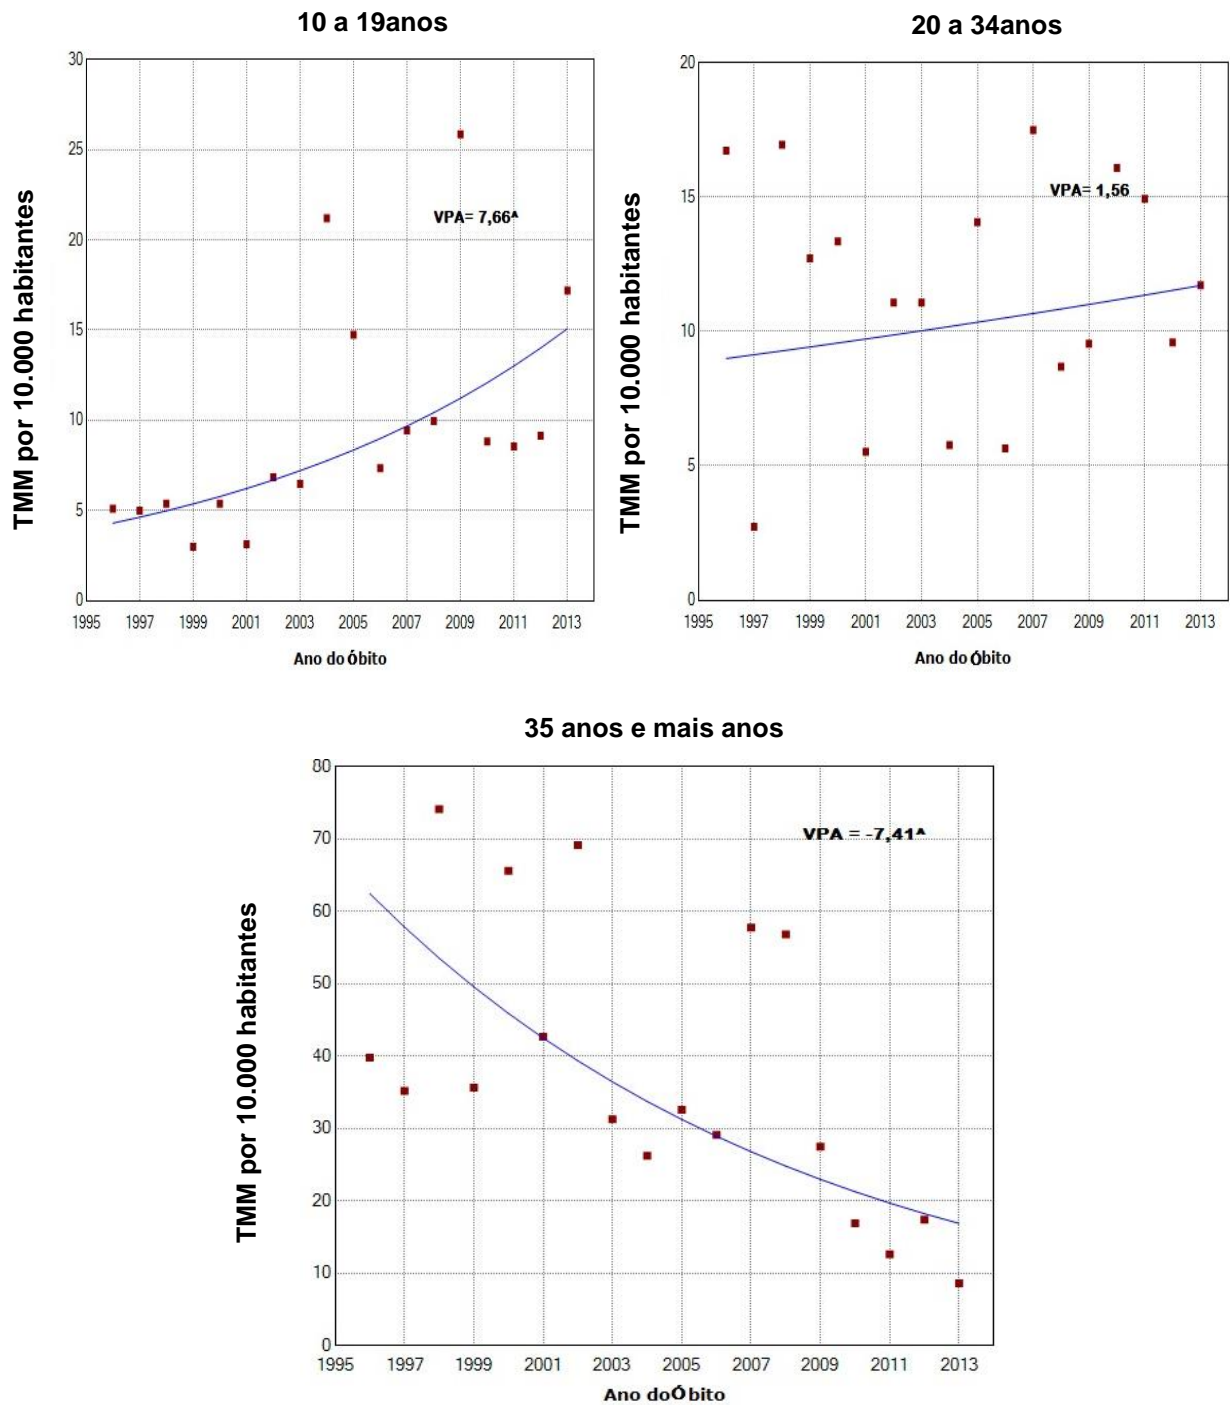 10 a 19anos
TMM por 10.000 habitantes
30
25
20
15
10
5
0
VPA= 7,66^
1995 1997 1999 2001 2003 2005 2007 2009 2011 2013
Ano do Óbito
20 a 34anos
TMM por 10.000 habitantes
20
15
10
5
0
VPA= 1,56
1995 1997 1999 2001 2003 2005 2007 2009 2011 2013
Ano do Óbito
35 anos e mais anos
TMM por 10.000 habitantes
80
70
60
50
40
30
20
10
0
VPA = -7,41^
1995 1997 1999 2001 2003 2005 2007 2009 2011 2013
Ano do Óbito